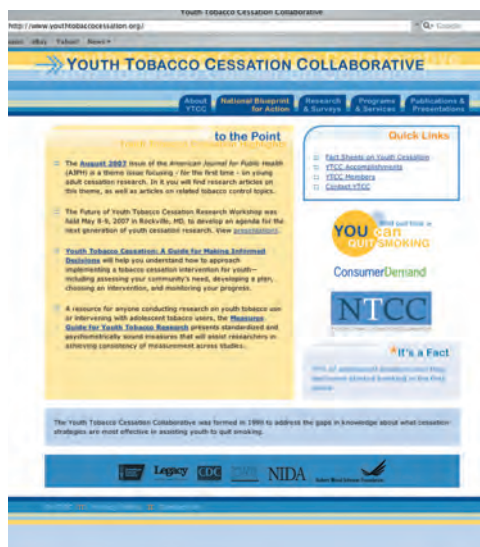 Youth Tobacco Cessation Collaborative
http://www.youthtobaccocessation.org/
Google
eBay Yahoo! News
YOUTH TOBACCO CESSATION COLLABORATIVE
About YTCC
National Blueprint for Action
Research & Surveys
Programs & Services
Publications & Presentations
to the Point
The August 2007 issue of the American Journal for Public Health
(AJPH) is a theme issue focusing - for the first time - on young
adult cessation research. In it you will find research articles on
this theme, as well as articles on related tobacco control topics.
The Future of Youth Tobacco Cessation Research Workshop was
held May 8-9, 2007 in Rockville, MD, to develop an agenda for the
next generation of youth cessation research. View presentations.
Youth Tobacco Cessation: A Guide for Making Informed
Decisions will help you understand how to approach
implementing a tobacco cessation intervention for youth—
including assessing your community's need, developing a plan,
choosing an intervention, and monitoring your progress.
A resource for anyone conducting research on youth tobacco use
or intervening with adolescent tobacco users, the Measure
Guide for Youth Tobacco Research presents standardized and
psychometrically sound measures that will assist researchers in
achieving consistency of measurement across studies.
Quick Links
Fact Sheets on Youth Cessation
YTCC Accomplishments
YTCC Members
Contact YTCC
find out how
YOU can
QUIT SMOKING
ConsumerDemand
NTCC
It's a Fact
The Youth Tobacco Cessation Collaborative was formed in 1998 to address the gaps in knowledge about what cessation
strategies are most effective in assisting youth to quit smoking.
Legacy CDC NIDA Robert Wood Johnson Foundation